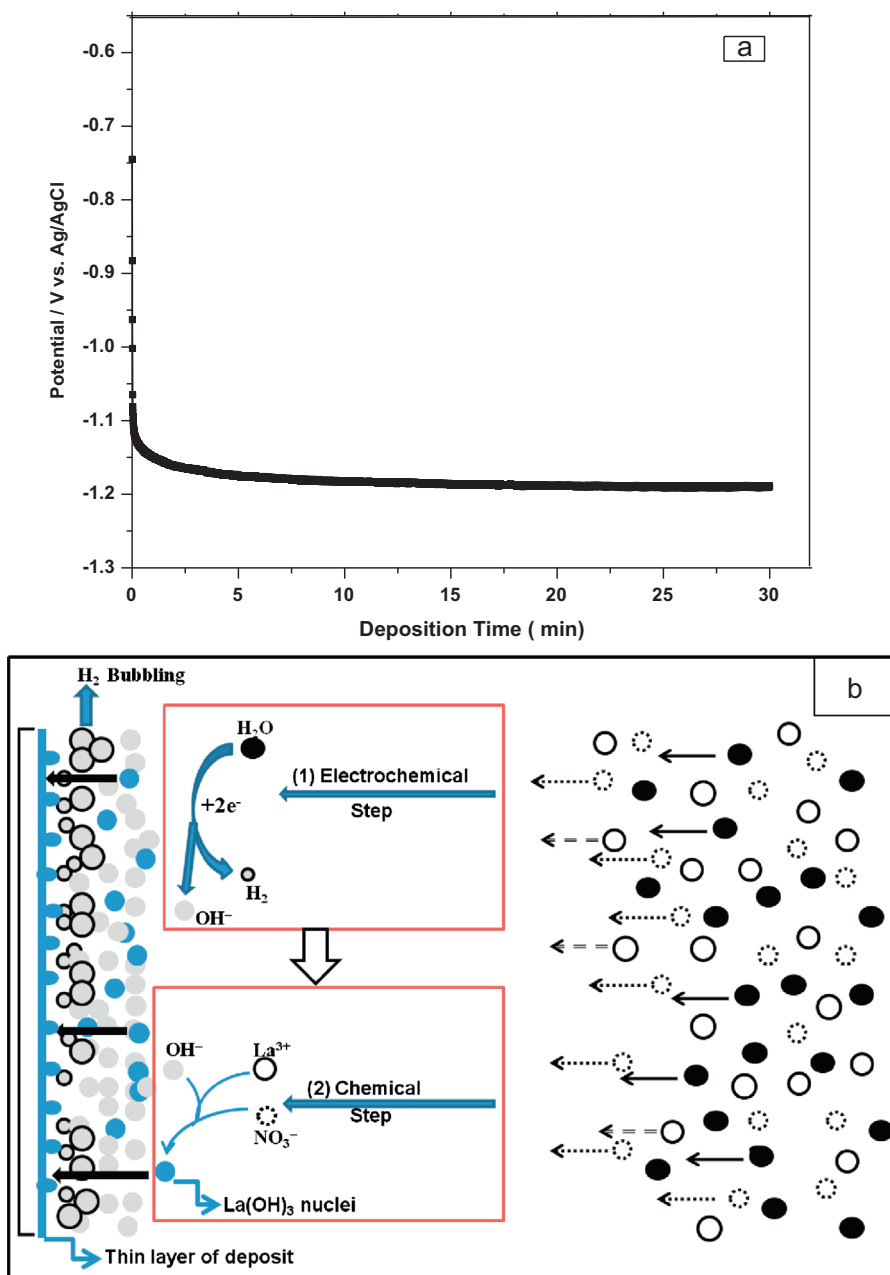 a
-0.6
-0.7
-0.8
-0.9
-1.0
-1.1
-1.2
-1.3
Potential / V vs. Ag/AgCl
0 5 10 15 20 25 30
Deposition Time ( min)
b
H₂ Bubbling
H₂O
(1) Electrochemical
Step
+2e⁻
H₂
OH⁻
OH⁻
La³⁺
(2) Chemical
Step
NO₃⁻
La(OH)₃ nuclei
Thin layer of deposit